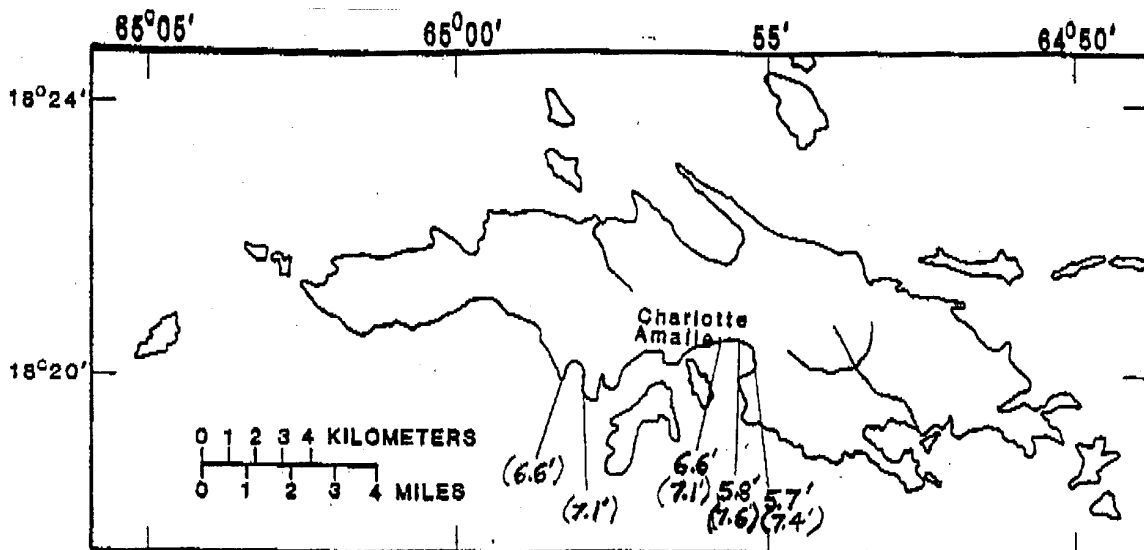 65°05' 65°00' 55' 64°50'
18°24'
Charlotte
Amalie
18°20'
0 1 2 3 4 KILOMETERS
0 1 2 3 4 MILES
(6.6')
(7.1')
6.6'
(7.1')
5.8'
(7.6')
5.7'
(7.4')